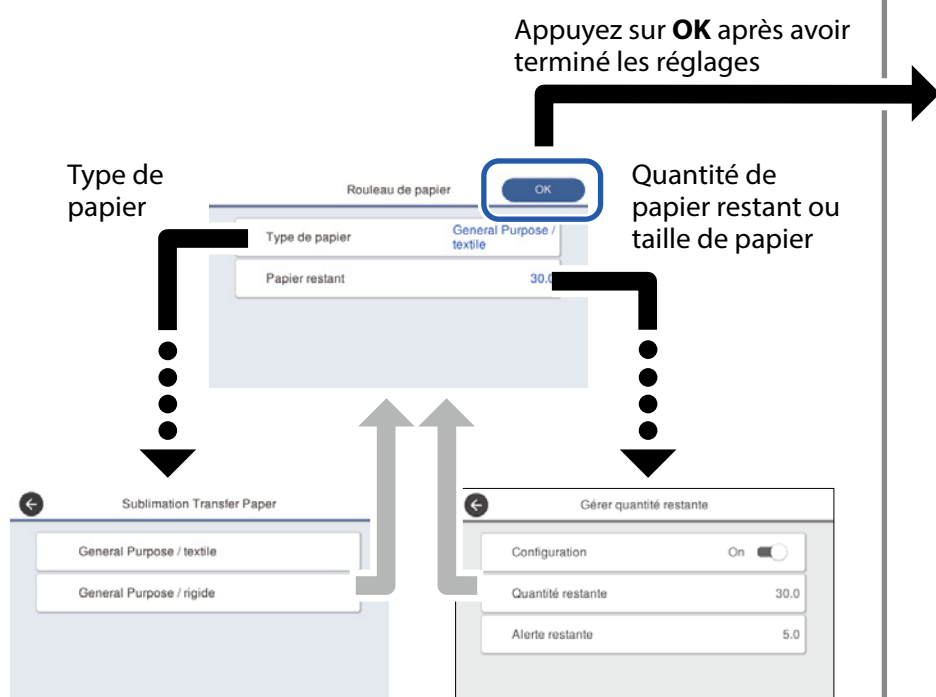 Appuyez sur OK après avoir
terminé les réglages
Type de
papier
Quantité de
papier restant ou
taille de papier
Rouleau de papier
OK
Type de papier
General Purpose /
textile
Papier restant
30.0
Sublimation Transfer Paper
General Purpose / textile
General Purpose / rigide
Gérer quantité restante
Configuration
On
Quantité restante
30.0
Alerte restante
5.0